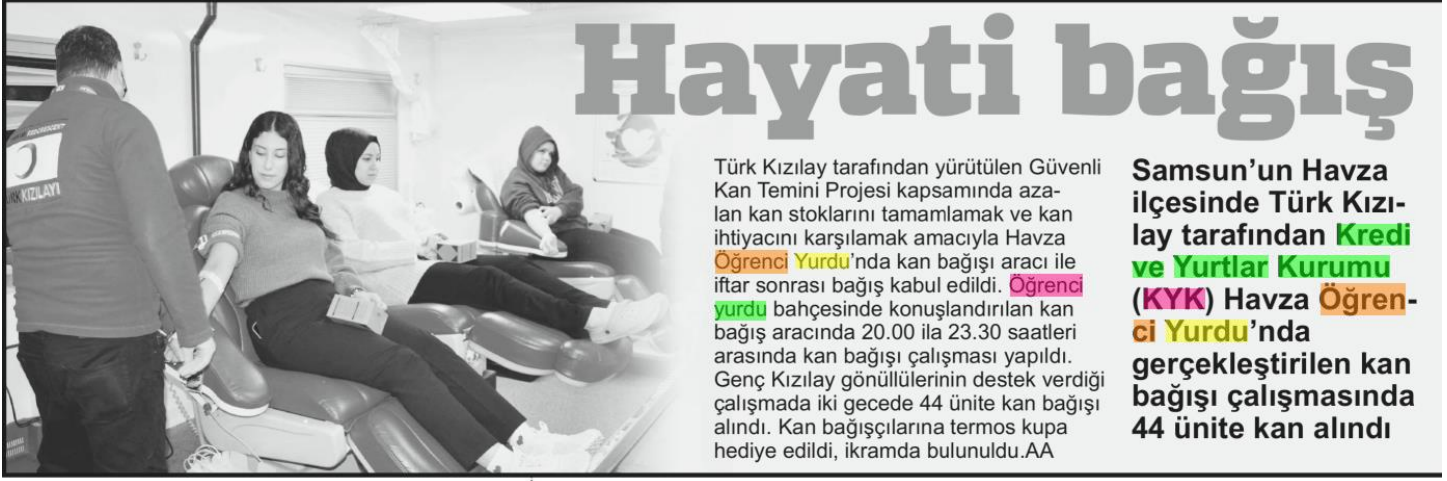 Hayati bağış
Türk Kızılay tarafından yürütülen Güvenli
Kan Temini Projesi kapsamında aza-
lan kan stoklarını tamamlamak ve kan
ihtiyacını karşılamak amacıyla Havza
Öğrenci Yurdu'nda kan bağışı aracı ile
iftar sonrası bağış kabul edildi. Öğrenci
yurdu bahçesinde konuşlandırılan kan
bağış aracında 20.00 ila 23.30 saatleri
arasında kan bağışı çalışması yapıldı.
Genç Kızılay gönüllülerinin destek verdiği
çalışmada iki gecede 44 ünite kan bağışı
alındı. Kan bağışçılarına termos kupa
hediye edildi, ikramda bulunuldu.AA
Samsun'un Havza
ilçesinde Türk Kızı-
lay tarafından Kredi
ve Yurtlar Kurumu
(KYK) Havza Öğren-
ci Yurdu'nda
gerçekleştirilen kan
bağışı çalışmasında
44 ünite kan alındı
KIZILAYI